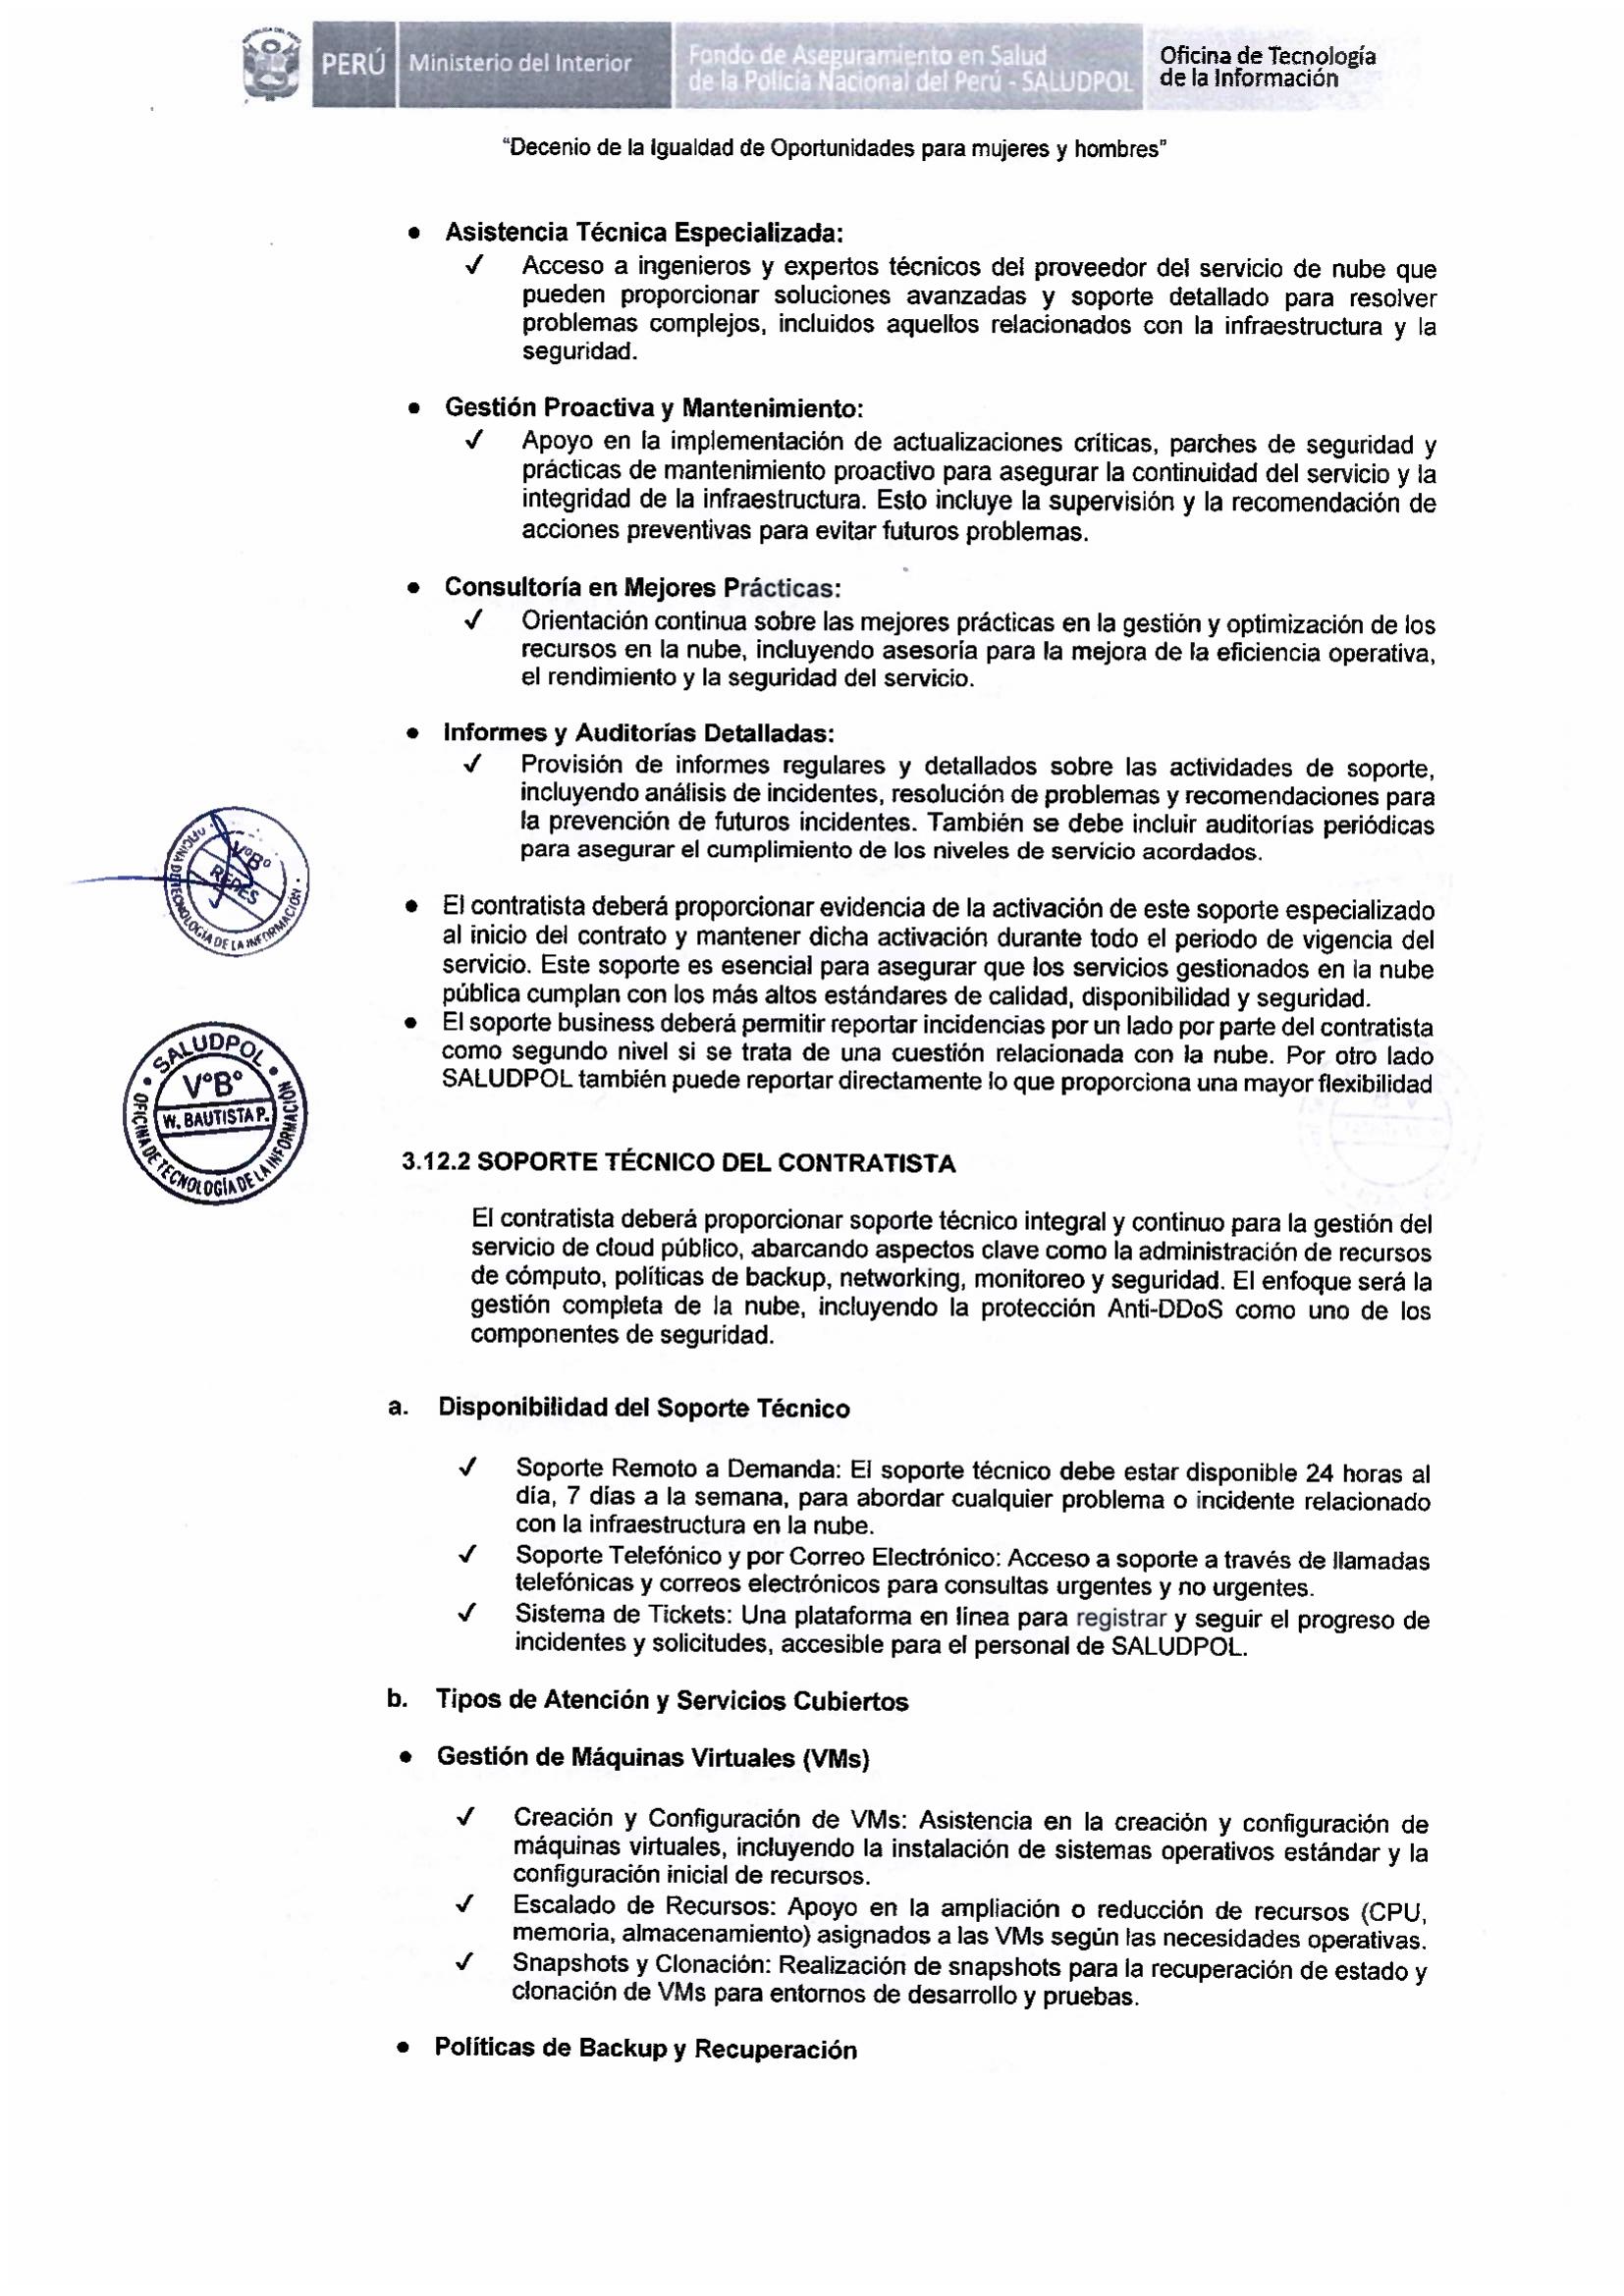 PERÚ
Ministerio del Interior
Fondo de Aseguramiento en Salud
de la Policía Nacional del Perú - SALUDPOL
Oficina de Tecnología
de la Información
“Decenio de la Igualdad de Oportunidades para mujeres y hombres”
• Asistencia Técnica Especializada:
✓ Acceso a ingenieros y expertos técnicos del proveedor del servicio de nube que
pueden proporcionar soluciones avanzadas y soporte detallado para resolver
problemas complejos, incluidos aquellos relacionados con la infraestructura y la
seguridad.
• Gestión Proactiva y Mantenimiento:
✓ Apoyo en la implementación de actualizaciones críticas, parches de seguridad y
prácticas de mantenimiento proactivo para asegurar la continuidad del servicio y la
integridad de la infraestructura. Esto incluye la supervisión y la recomendación de
acciones preventivas para evitar futuros problemas.
• Consultoría en Mejores Prácticas:
✓ Orientación continua sobre las mejores prácticas en la gestión y optimización de los
recursos en la nube, incluyendo asesoría para la mejora de la eficiencia operativa,
el rendimiento y la seguridad del servicio.
• Informes y Auditorías Detalladas:
✓ Provisión de informes regulares y detallados sobre las actividades de soporte,
incluyendo análisis de incidentes, resolución de problemas y recomendaciones para
la prevención de futuros incidentes. También se debe incluir auditorías periódicas
para asegurar el cumplimiento de los niveles de servicio acordados.
V°B°
REDES
OFICINA DE TECNOLOGÍA DE LA INFORMACIÓN
• El contratista deberá proporcionar evidencia de la activación de este soporte especializado
al inicio del contrato y mantener dicha activación durante todo el periodo de vigencia del
servicio. Este soporte es esencial para asegurar que los servicios gestionados en la nube
pública cumplan con los más altos estándares de calidad, disponibilidad y seguridad.
• El soporte business deberá permitir reportar incidencias por un lado por parte del contratista
como segundo nivel si se trata de una cuestión relacionada con la nube. Por otro lado
SALUDPOL también puede reportar directamente lo que proporciona una mayor flexibilidad
SALUDPOL
V°B°
W. BAUTISTA P.
OFICINA DE TECNOLOGÍA DE LA INFORMACIÓN
3.12.2 SOPORTE TÉCNICO DEL CONTRATISTA
El contratista deberá proporcionar soporte técnico integral y continuo para la gestión del
servicio de cloud público, abarcando aspectos clave como la administración de recursos
de cómputo, políticas de backup, networking, monitoreo y seguridad. El enfoque será la
gestión completa de la nube, incluyendo la protección Anti-DDoS como uno de los
componentes de seguridad.
a. Disponibilidad del Soporte Técnico
✓ Soporte Remoto a Demanda: El soporte técnico debe estar disponible 24 horas al
día, 7 días a la semana, para abordar cualquier problema o incidente relacionado
con la infraestructura en la nube.
✓ Soporte Telefónico y por Correo Electrónico: Acceso a soporte a través de llamadas
telefónicas y correos electrónicos para consultas urgentes y no urgentes.
✓ Sistema de Tickets: Una plataforma en línea para registrar y seguir el progreso de
incidentes y solicitudes, accesible para el personal de SALUDPOL.
b. Tipos de Atención y Servicios Cubiertos
• Gestión de Máquinas Virtuales (VMs)
✓ Creación y Configuración de VMs: Asistencia en la creación y configuración de
máquinas virtuales, incluyendo la instalación de sistemas operativos estándar y la
configuración inicial de recursos.
✓ Escalado de Recursos: Apoyo en la ampliación o reducción de recursos (CPU,
memoria, almacenamiento) asignados a las VMs según las necesidades operativas.
✓ Snapshots y Clonación: Realización de snapshots para la recuperación de estado y
clonación de VMs para entornos de desarrollo y pruebas.
• Políticas de Backup y Recuperación